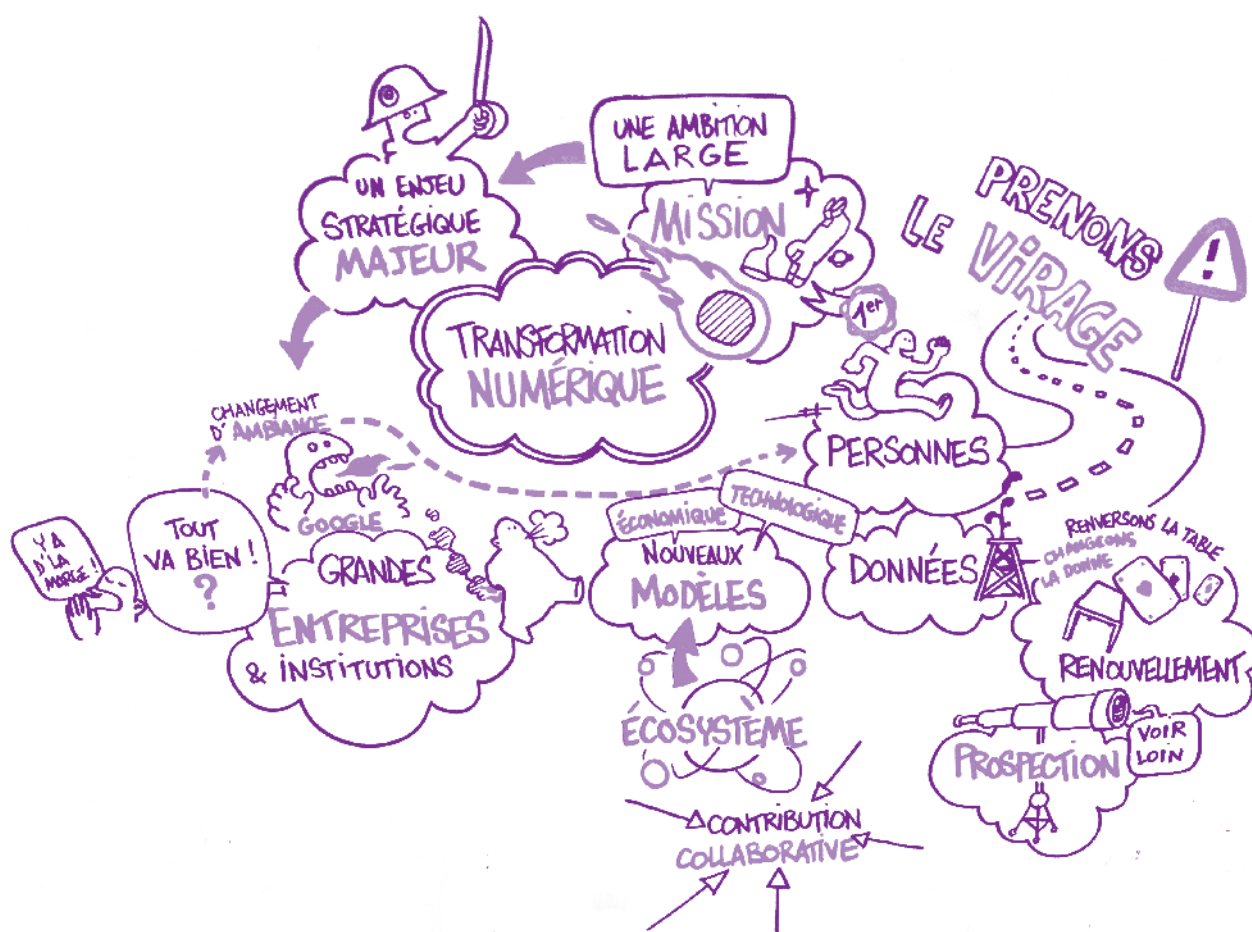 UNE AMBITION
LARGE
MISSION
UN ENJEU
STRATÉGIQUE
MAJEUR
TRANSFORMATION
NUMÉRIQUE
PRENONS
LE VIRAGE
!
1er
PERSONNES
CHANGEMENT
D'AMBIANCE
GOOGLE
Y A
D'LA
MARGE!
TOUT
VA BIEN!
?
GRANDES
ENTREPRISES
& INSTITUTIONS
ÉCONOMIQUE
TECHNOLOGIQUE
NOUVEAUX
MODÈLES
DONNÉES
RENVERSONS LA TABLE
CHANGEONS
LA DONNE
RENOUVELLEMENT
VOIR
LOIN
PROSPECTION
ÉCOSYSTÈME
CONTRIBUTION
COLLABORATIVE